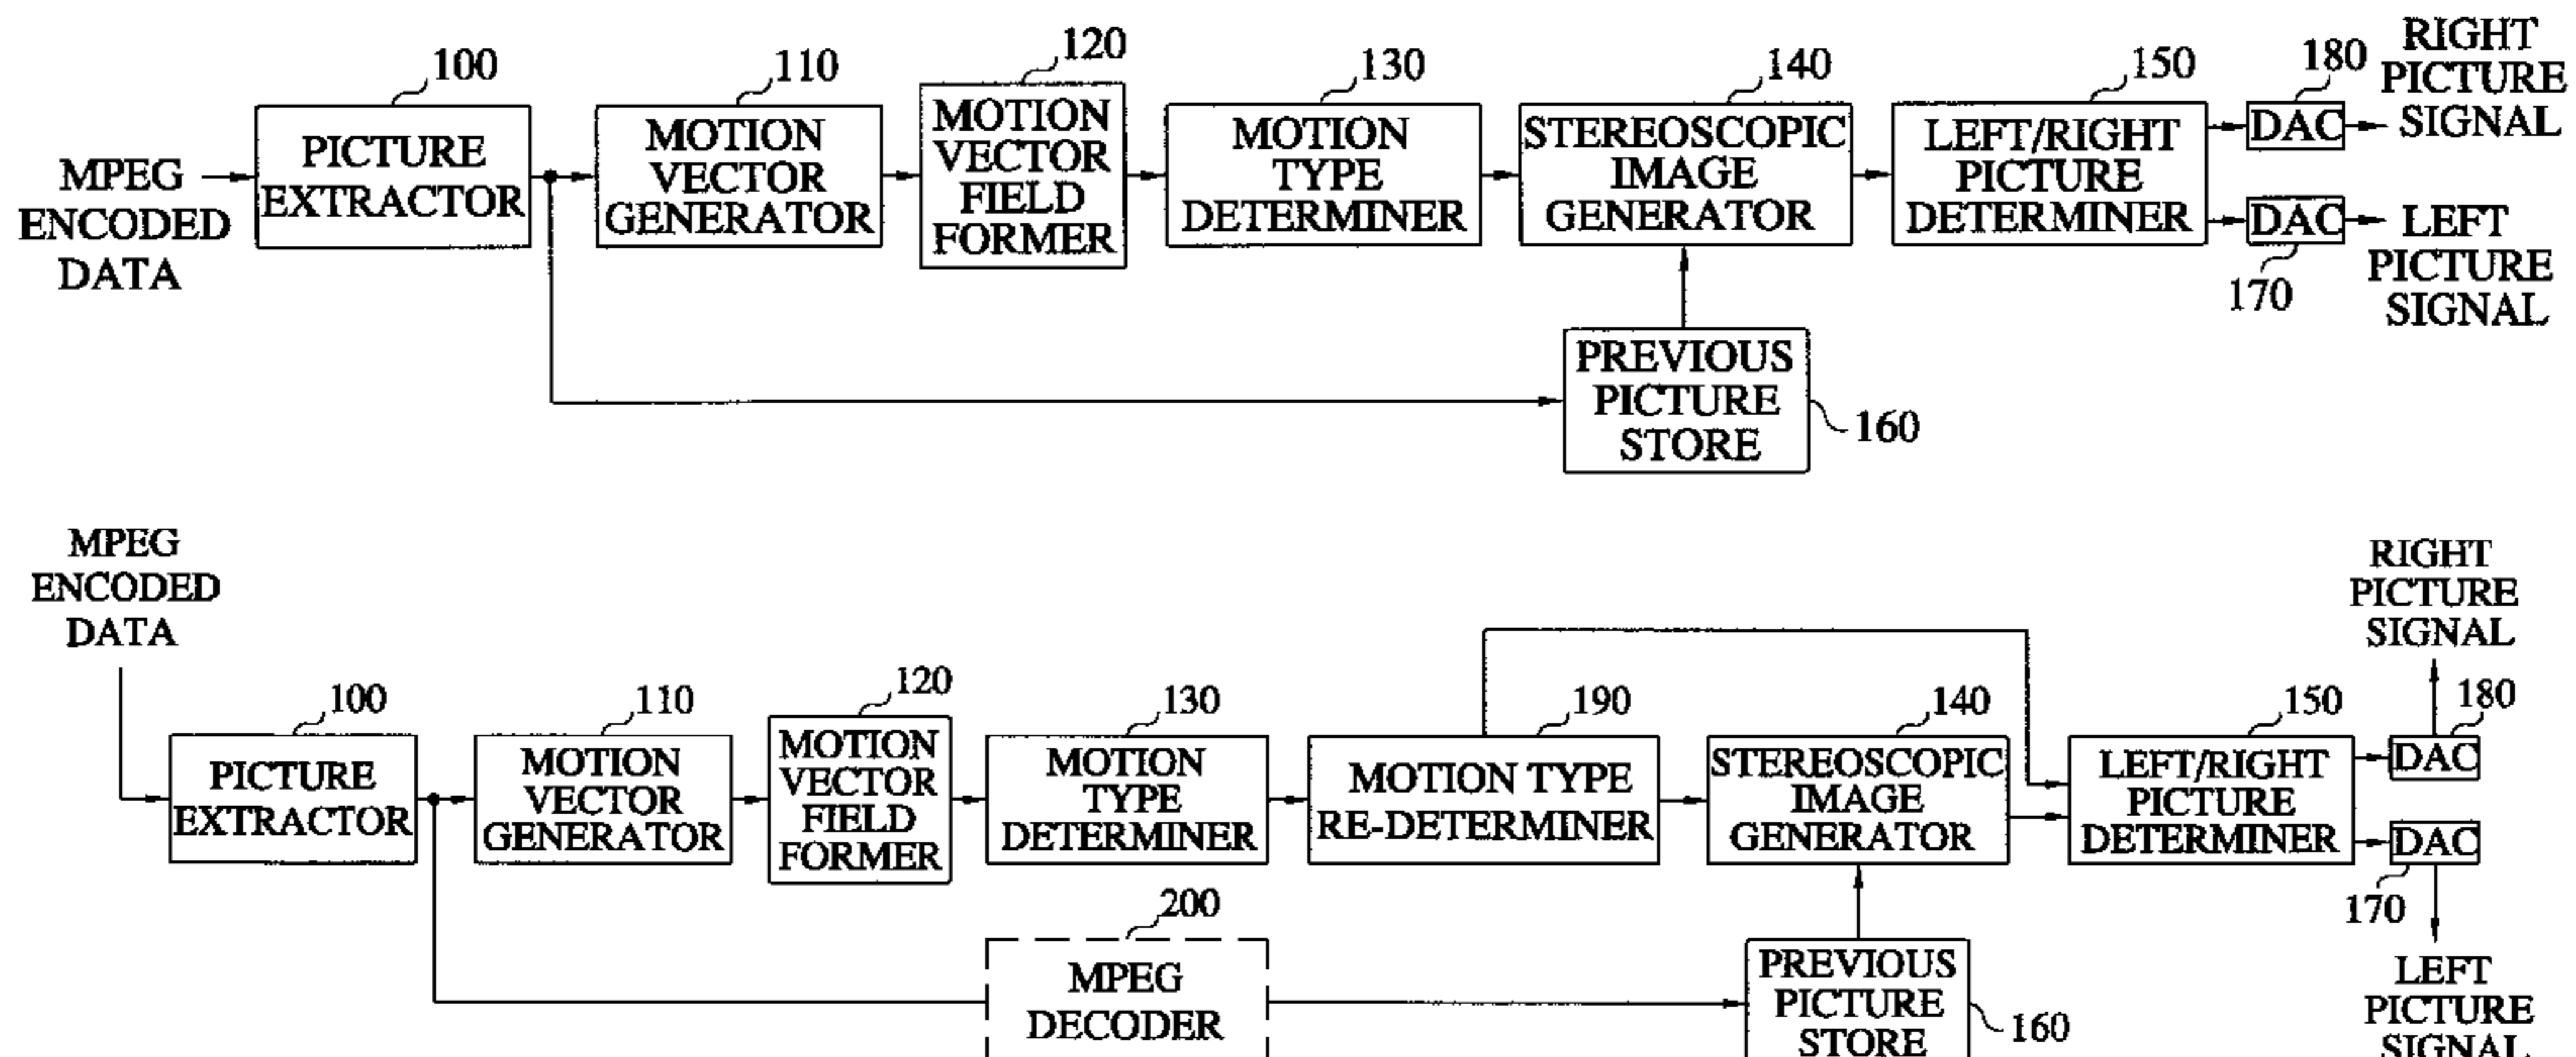 100
110
120
130
140
150
180
RIGHT
PICTURE
SIGNAL
MPEG
ENCODED
DATA
PICTURE
EXTRACTOR
MOTION
VECTOR
GENERATOR
MOTION
VECTOR
FIELD
FORMER
MOTION
TYPE
DETERMINER
STEREOSCOPIC
IMAGE
GENERATOR
LEFT/RIGHT
PICTURE
DETERMINER
DAC
DAC
170
LEFT
PICTURE
SIGNAL
PREVIOUS
PICTURE
STORE
160
MPEG
ENCODED
DATA
RIGHT
PICTURE
SIGNAL
100
110
120
130
190
140
150
180
PICTURE
EXTRACTOR
MOTION
VECTOR
GENERATOR
MOTION
VECTOR
FIELD
FORMER
MOTION
TYPE
DETERMINER
MOTION TYPE
RE-DETERMINER
STEREOSCOPIC
IMAGE
GENERATOR
LEFT/RIGHT
PICTURE
DETERMINER
DAC
DAC
170
200
MPEG
DECODER
PREVIOUS
PICTURE
STORE
160
LEFT
PICTURE
SIGNAL